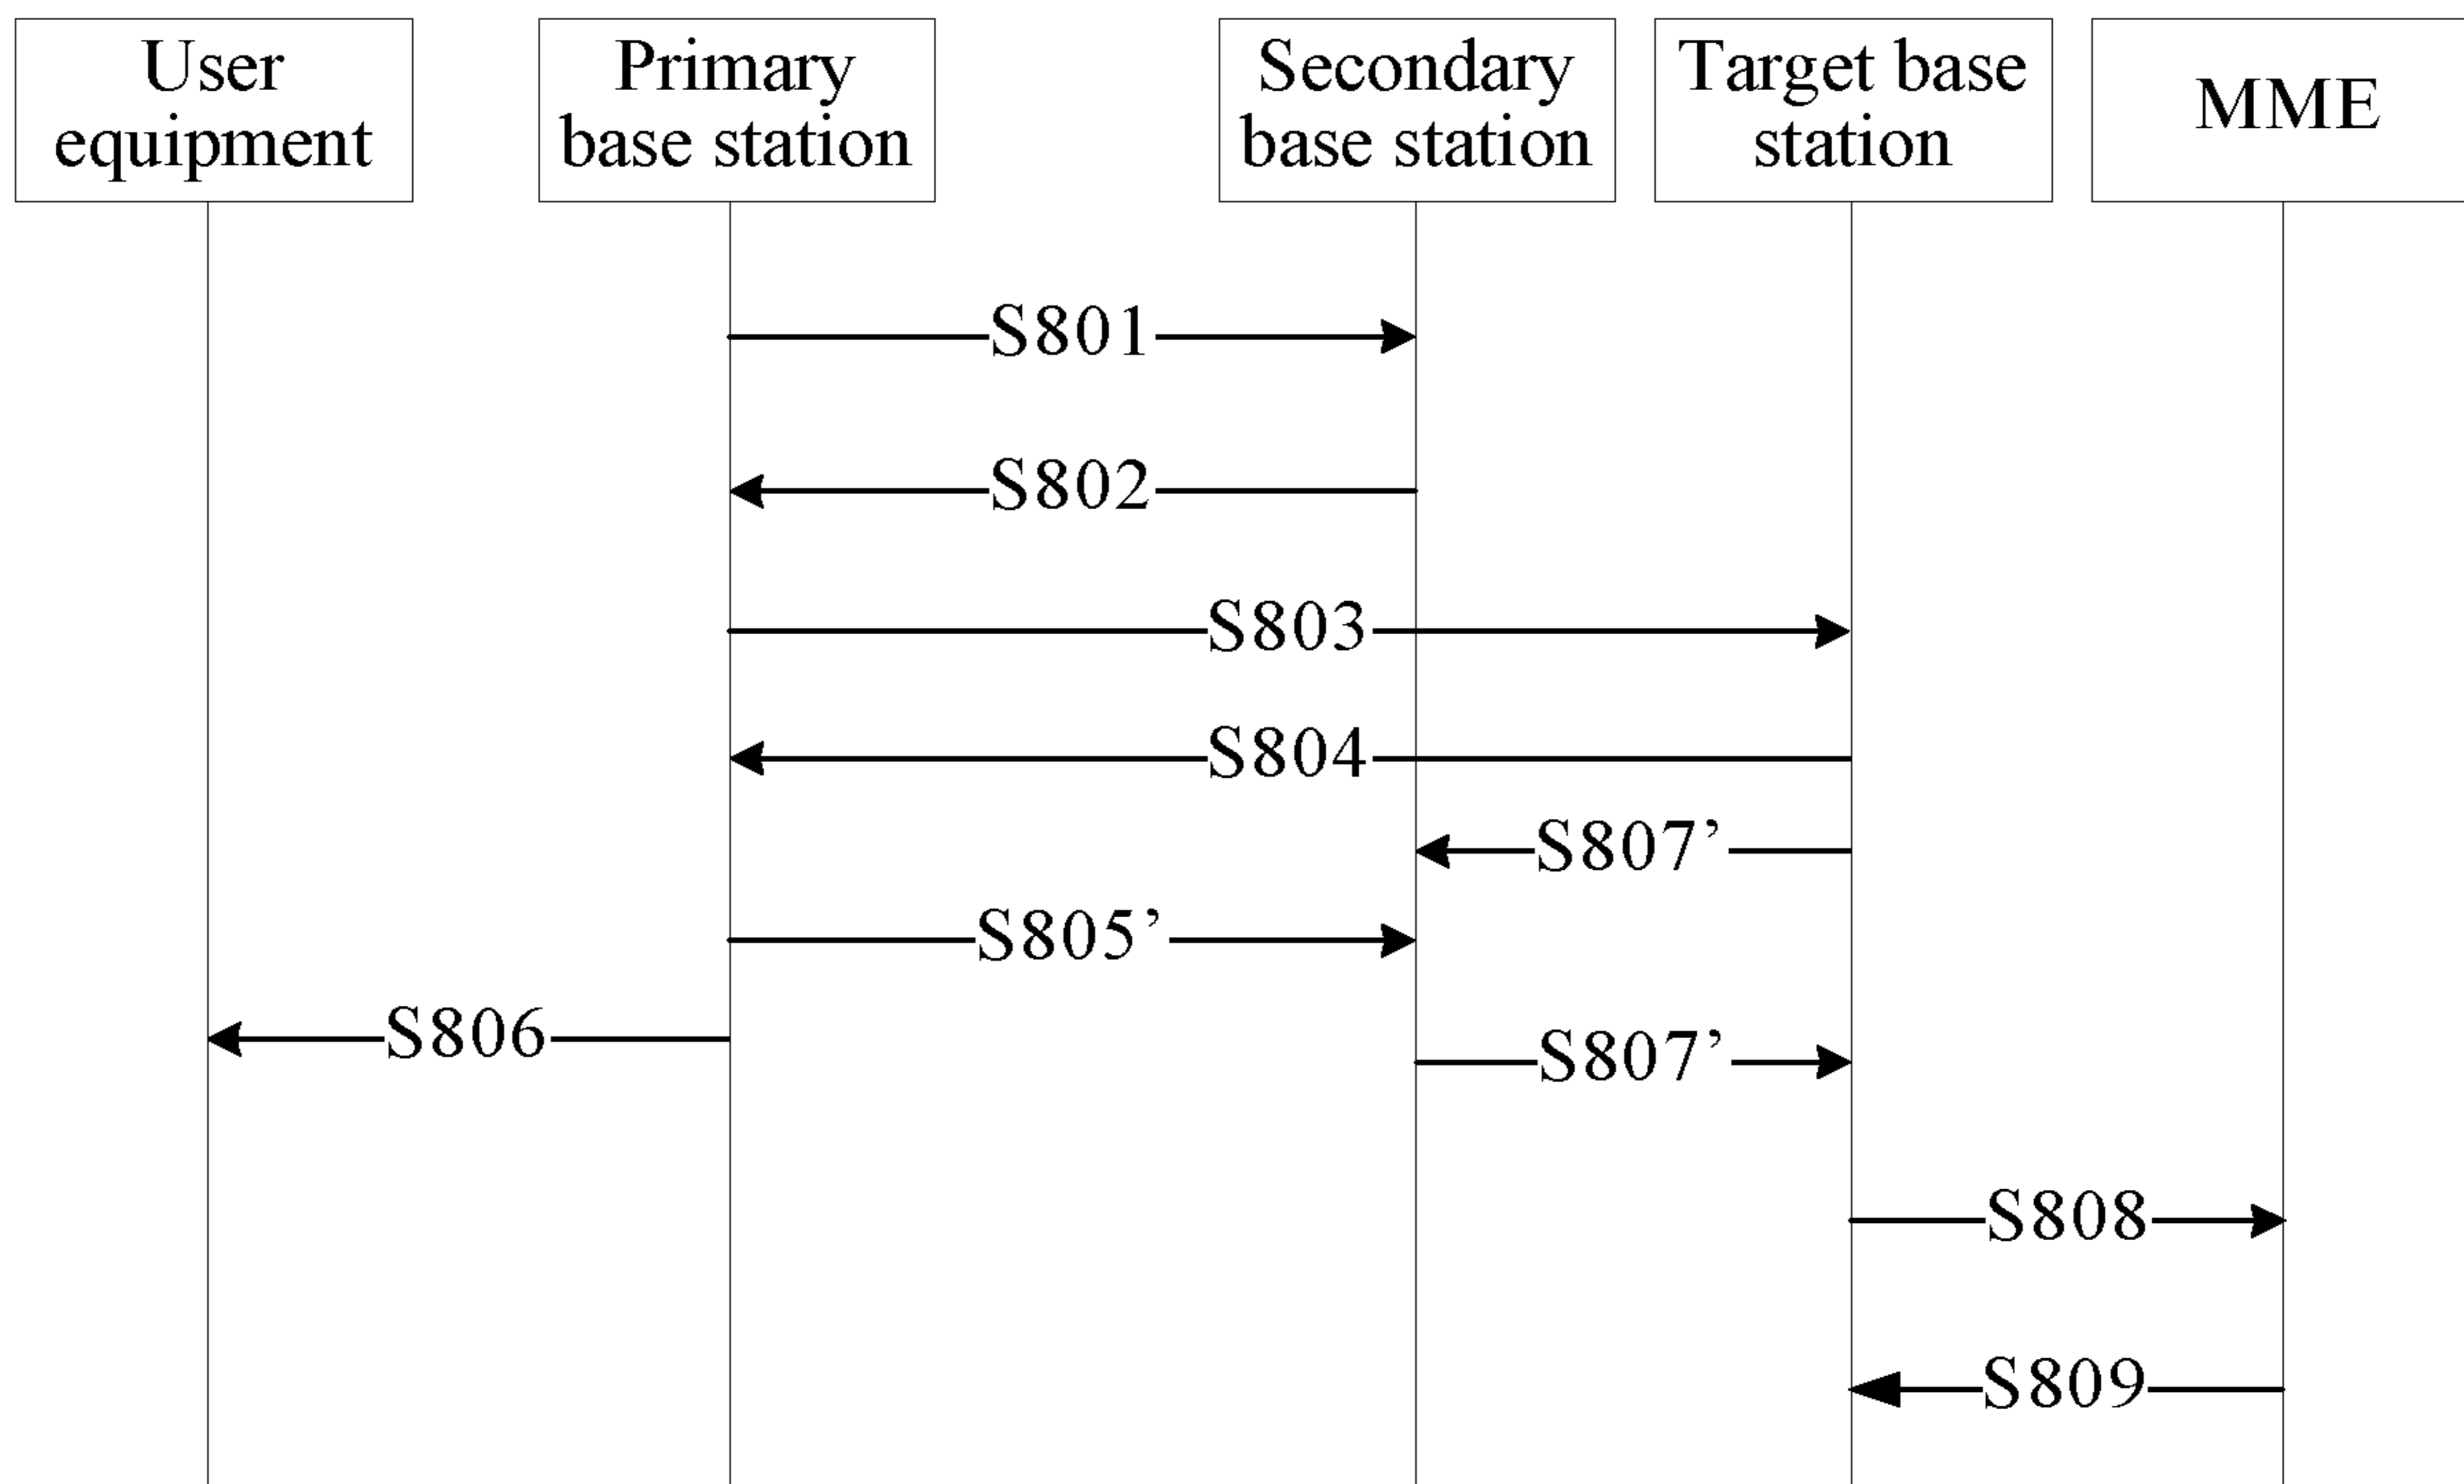 User
equipment
Primary
base station
Secondary
base station
Target base
station
MME
S801
S802
S803
S804
S807’
S805’
S806
S807’
S808
S809